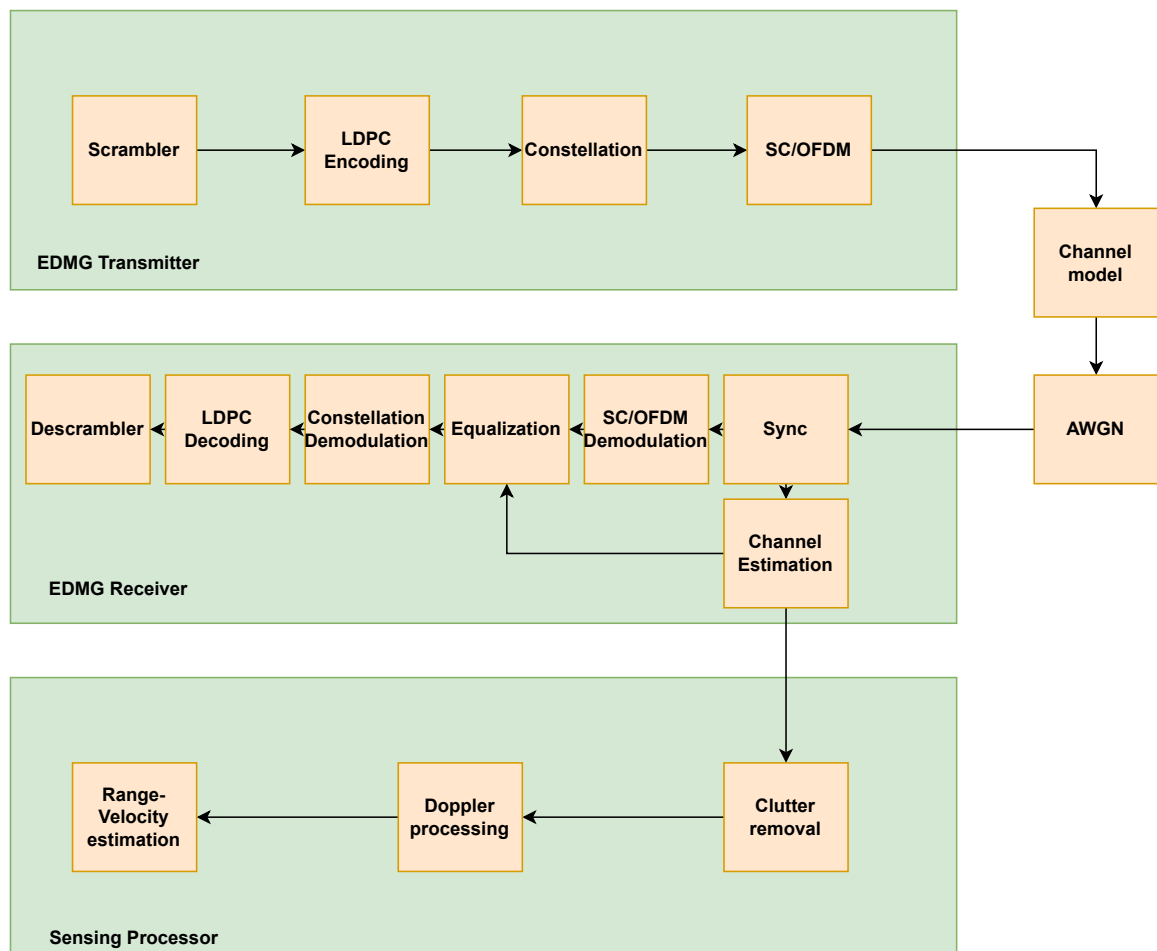 Scrambler
LDPC
Encoding
Constellation
SC/OFDM
EDMG Transmitter
Channel
model
Descrambler
LDPC
Decoding
Constellation
Demodulation
Equalization
SC/OFDM
Demodulation
Sync
AWGN
Channel
Estimation
EDMG Receiver
Range-
Velocity
estimation
Doppler
processing
Clutter
removal
Sensing Processor